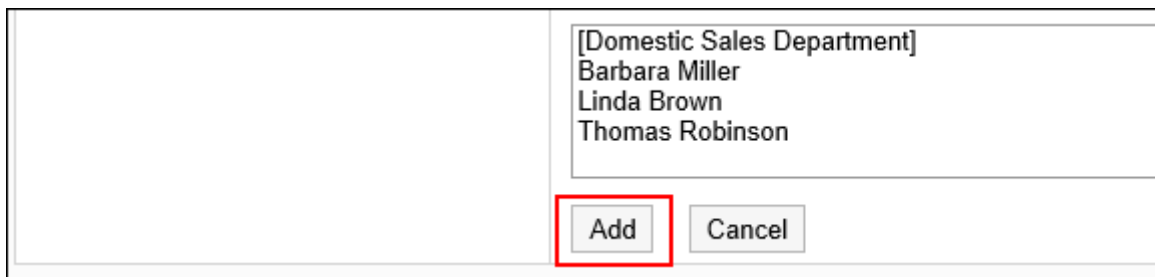 [Domestic Sales Department]
Barbara Miller
Linda Brown
Thomas Robinson
Add Cancel